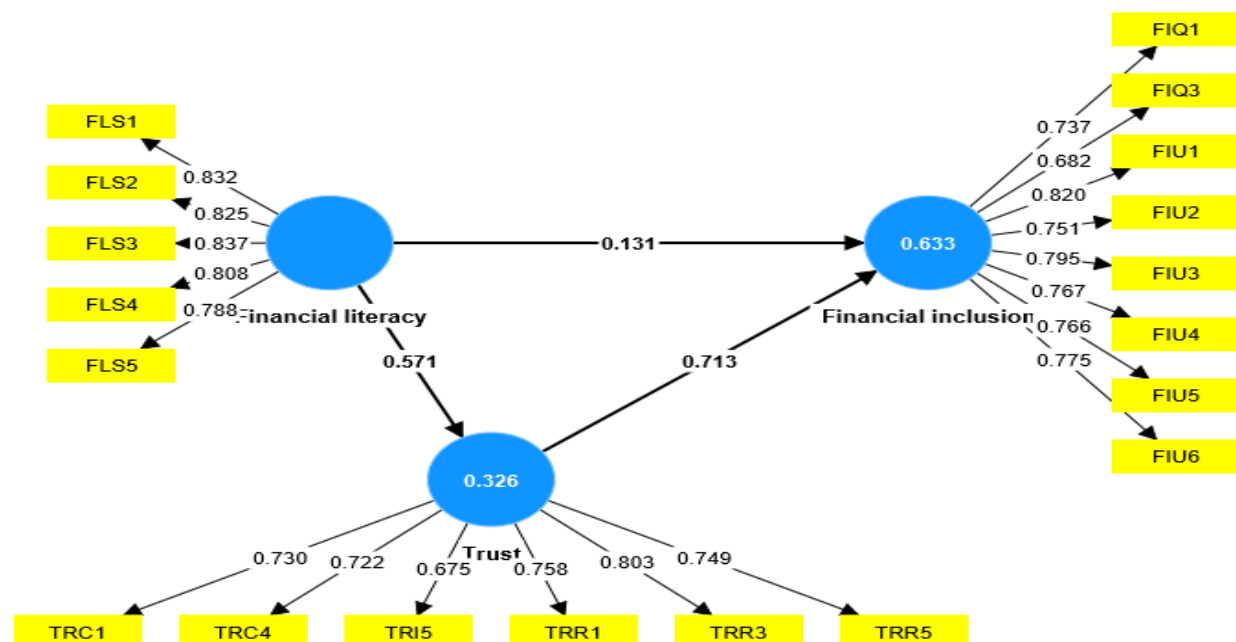 FIQ1
FIQ3
FLS1
0.737
FIU1
0.832
0.682
FLS2
0.820
0.825
FIU2
0.751
FLS3
0.837
0.131
0.633
0.795
FIU3
0.808
0.767
FLS4
0.788
Financial literacy
Financial inclusion
0.766
FIU4
FLS5
0.571
0.713
0.775
FIU5
FIU6
0.326
Trust
0.730
0.722
0.675
0.758
0.803
0.749
TRC1
TRC4
TRI5
TRR1
TRR3
TRR5